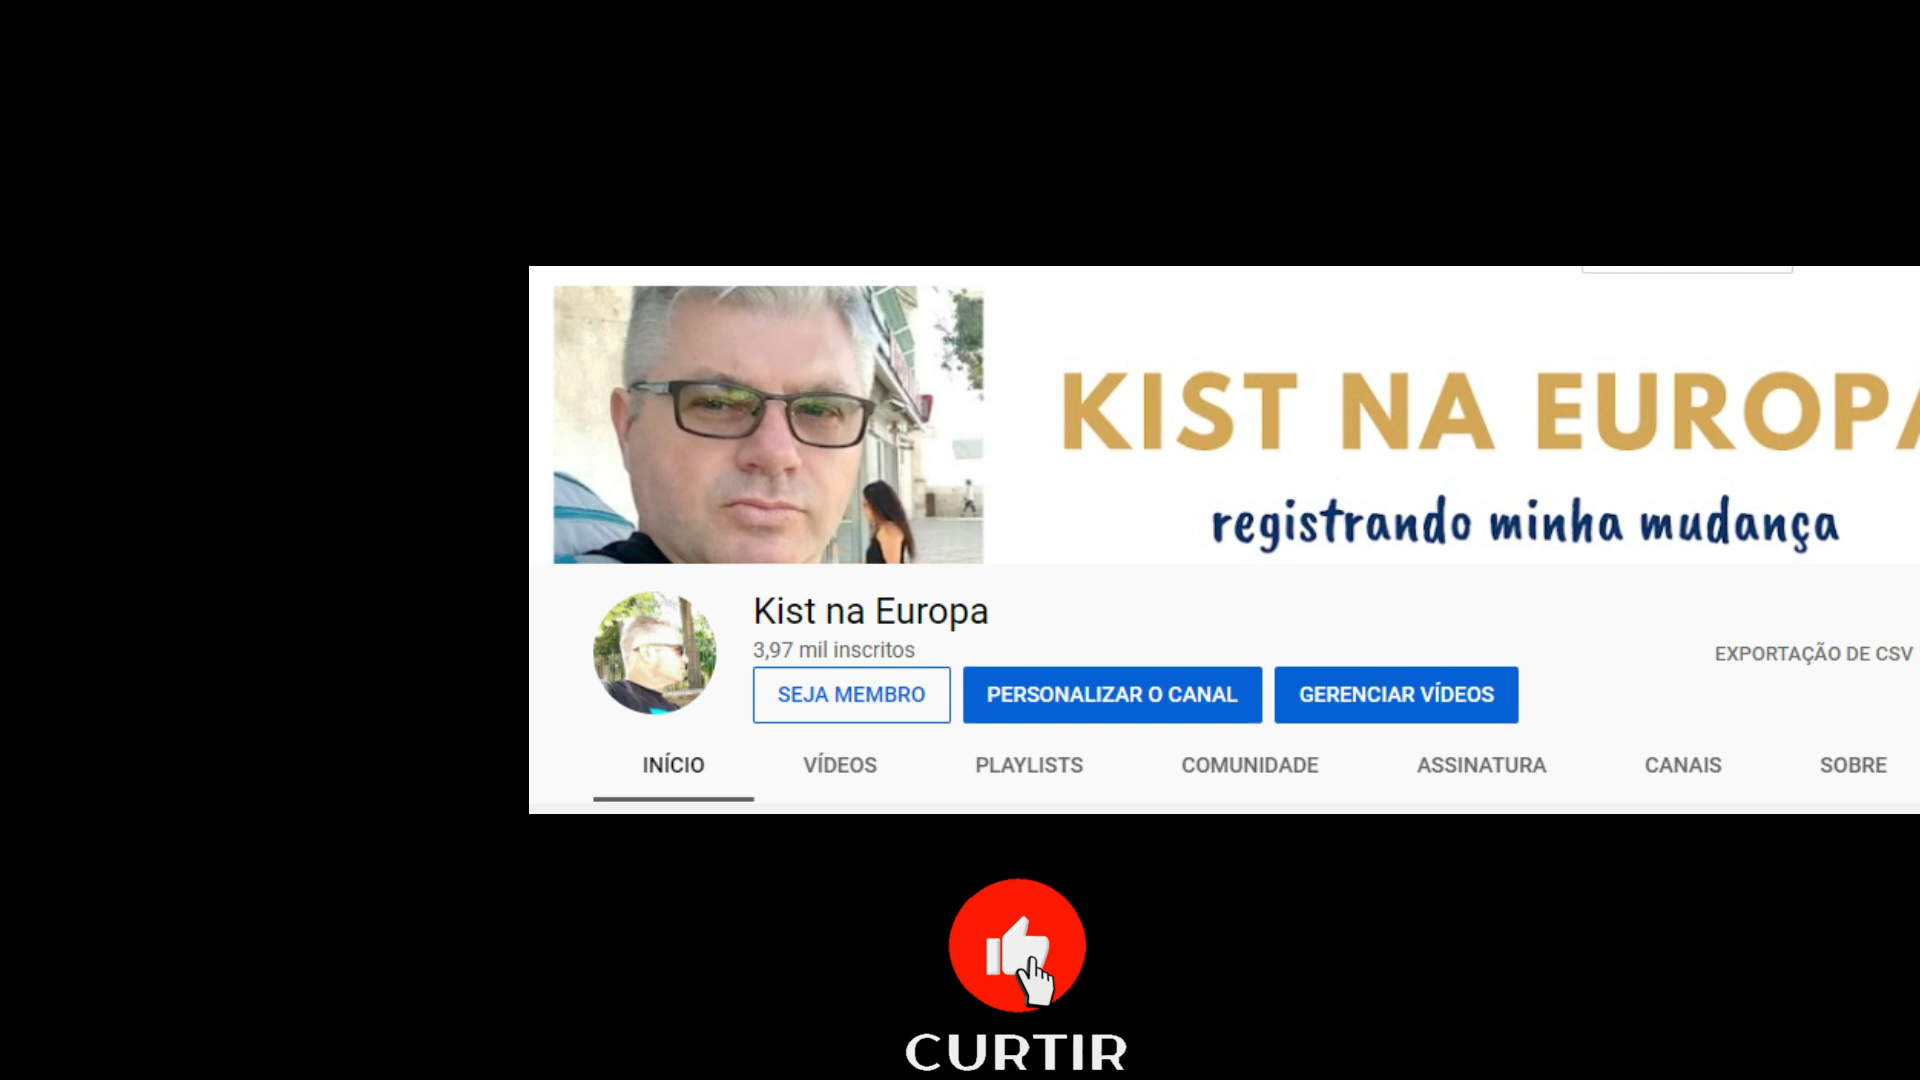 KIST NA EUROPA
registrando minha mudança
Kist na Europa
3,97 mil inscritos
EXPORTAÇÃO DE CSV
SEJA MEMBRO PERSONALIZAR O CANAL GERENCIAR VÍDEOS
INÍCIO VÍDEOS PLAYLISTS COMUNIDADE ASSINATURA CANAIS SOBRE
CURTIR